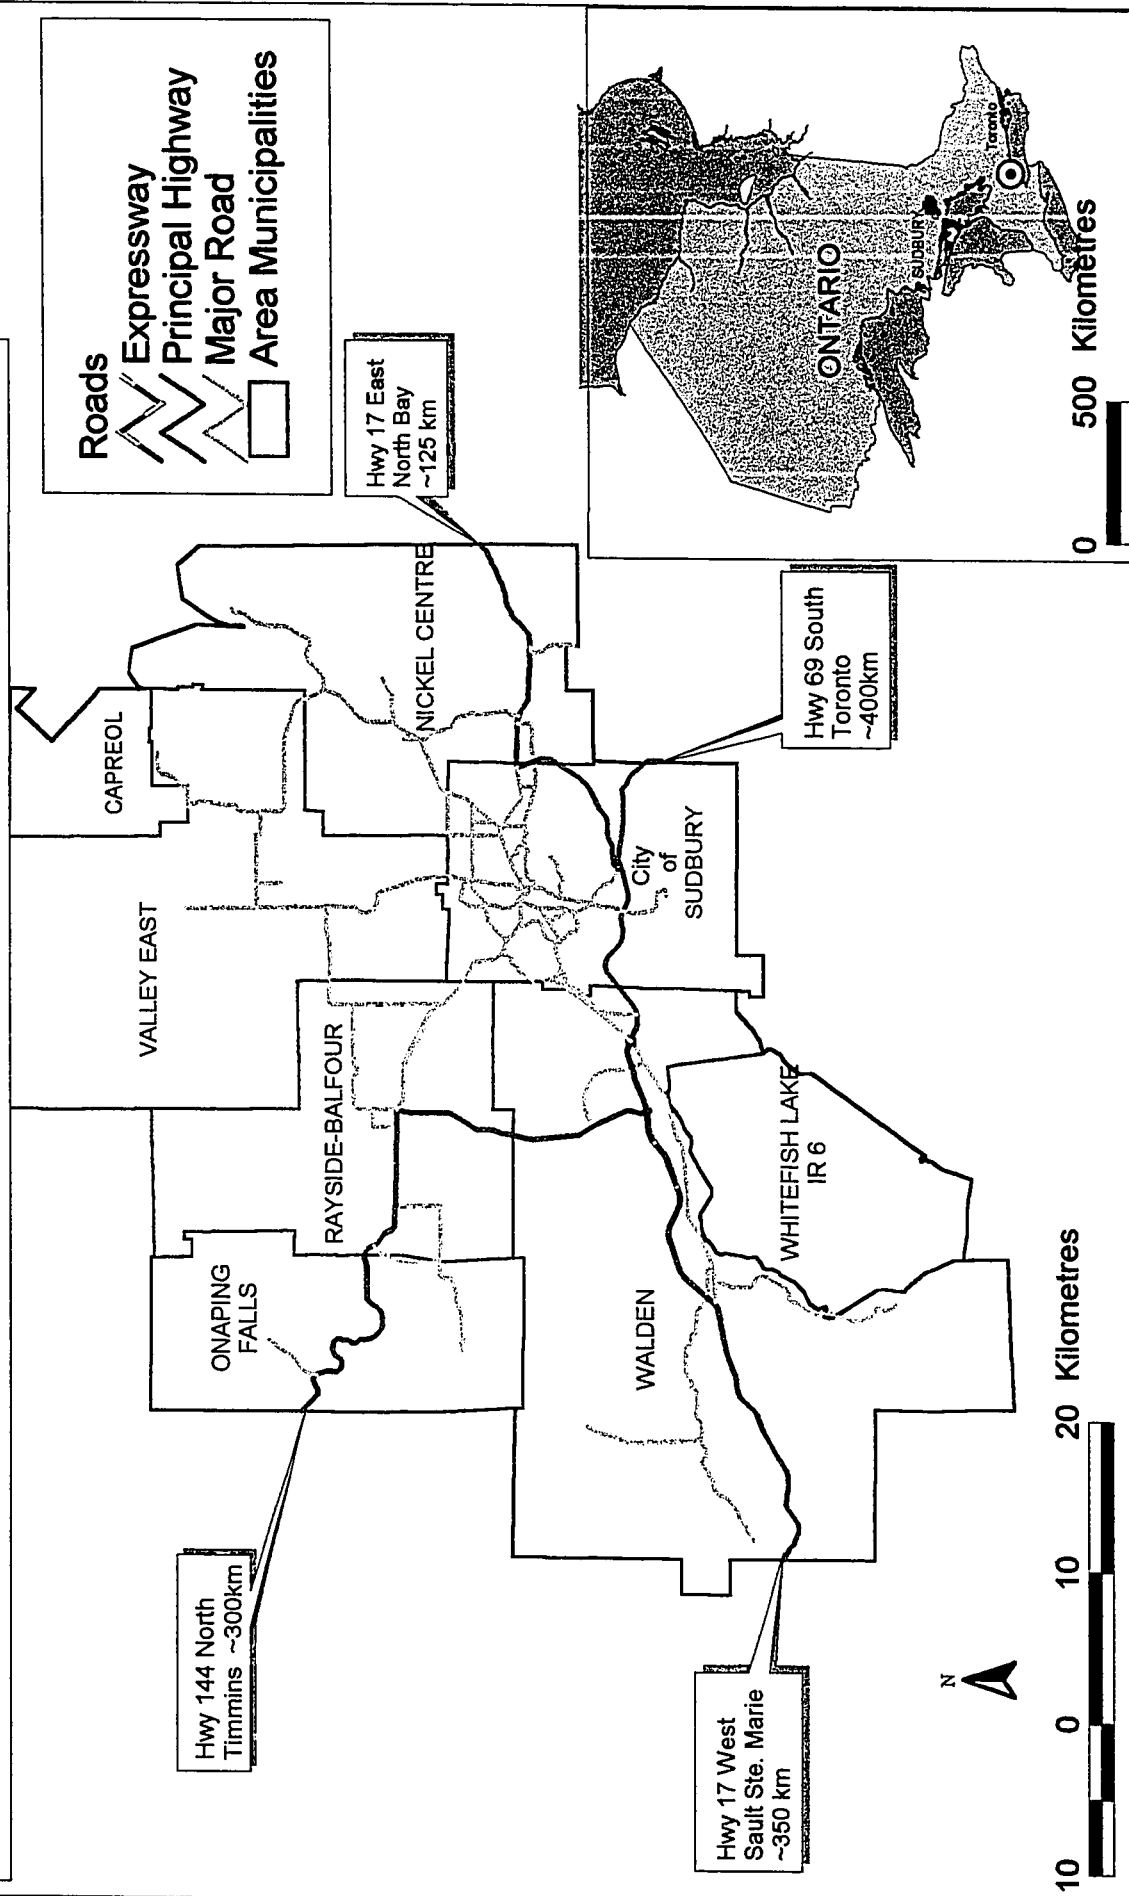 Roads
Expressway
Principal Highway
Major Road
Area Municipalities
CAPREOL
VALLEY EAST
ONAPING
FALLS
RAYSIDE-BALFOUR
NICKEL CENTRE
Hwy 144 North
Timmins ~300km
Hwy 17 East
North Bay
~125 km
WALDEN
City
of
SUDBURY
WHITEFISH LAKE
IR 6
Hwy 17 West
Sault Ste. Marie
~350 km
Hwy 69 South
Toronto
~400km
N
10 0 10 20 Kilometres
ONTARIO
SUDBURY
Toronto
0 500 Kilometres